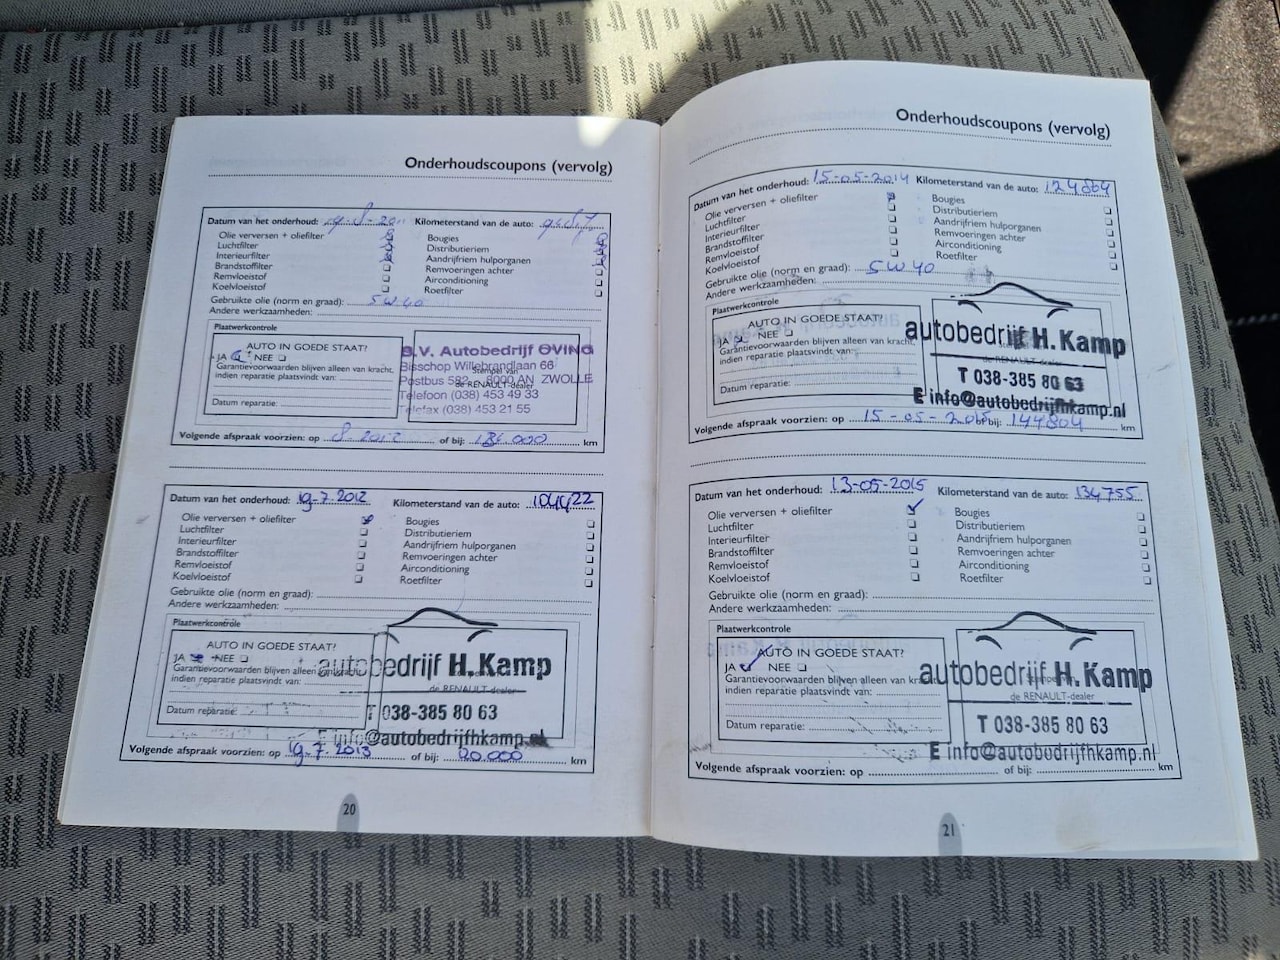 Onderhoudscoupons (vervolg)
Datum van het onderhoud: Kilometerstand van de auto:
Olie verversen + oliefilter Bougies
Luchtfilter Distributieriem
Interieurfilter Aandrijfriem hulporganen
Brandstoffilter Remvoeringen achter
Remvloeistof Airconditioning
Koelvloeistof Roetfilter
Gebruikte olie (norm en graad): 5W40
Andere werkzaamheden:
Plaatwerkcontrole
AUTO IN GOEDE STAAT?
JA NEE
Garantievoorwaarden blijven alleen van kracht,
indien reparatie plaatsvindt van:
Datum reparatie:
B.V. Autobedrijf OVING
Bisschop Willebrandlaan 66
Postbus 8000 AN ZWOLLE
Stempel van
de RENAULT-dealer
Telefoon (038) 453 49 33
Telefax (038) 453 21 55
Volgende afspraak voorzien: op 8-2012 of bij: km
Datum van het onderhoud: 19-7-2012 Kilometerstand van de auto: 104422
Olie verversen + oliefilter Bougies
Luchtfilter Distributieriem
Interieurfilter Aandrijfriem hulporganen
Brandstoffilter Remvoeringen achter
Remvloeistof Airconditioning
Koelvloeistof Roetfilter
Gebruikte olie (norm en graad):
Andere werkzaamheden:
Plaatwerkcontrole
AUTO IN GOEDE STAAT?
JA NEE
Garantievoorwaarden blijven alleen van kracht,
indien reparatie plaatsvindt van:
Datum reparatie:
autobedrijf H. Kamp
de RENAULT-dealer
T 038-385 80 63
E info@autobedrijfhkamp.nl
Volgende afspraak voorzien: op 19-7-2013 of bij: 20.000 km
20
Onderhoudscoupons (vervolg)
Datum van het onderhoud: 15-05-2014 Kilometerstand van de auto: 124864
Olie verversen + oliefilter Bougies
Luchtfilter Distributieriem
Interieurfilter Aandrijfriem hulporganen
Brandstoffilter Remvoeringen achter
Remvloeistof Airconditioning
Koelvloeistof Roetfilter
Gebruikte olie (norm en graad): 5W40
Andere werkzaamheden:
Plaatwerkcontrole
AUTO IN GOEDE STAAT?
JA NEE
Garantievoorwaarden blijven alleen van kracht,
indien reparatie plaatsvindt van:
Datum reparatie:
autobedrijf H. Kamp
de RENAULT-dealer
T 038-385 80 63
E info@autobedrijfhkamp.nl
Volgende afspraak voorzien: op 15-05-2015 of bij: 144804 km
Datum van het onderhoud: 13-05-2015 Kilometerstand van de auto: 134755
Olie verversen + oliefilter Bougies
Luchtfilter Distributieriem
Interieurfilter Aandrijfriem hulporganen
Brandstoffilter Remvoeringen achter
Remvloeistof Airconditioning
Koelvloeistof Roetfilter
Gebruikte olie (norm en graad):
Andere werkzaamheden:
Plaatwerkcontrole
AUTO IN GOEDE STAAT?
JA NEE
Garantievoorwaarden blijven alleen van kracht,
indien reparatie plaatsvindt van:
Datum reparatie:
autobedrijf H. Kamp
de RENAULT-dealer
T 038-385 80 63
E info@autobedrijfhkamp.nl
Volgende afspraak voorzien: op of bij: km
21